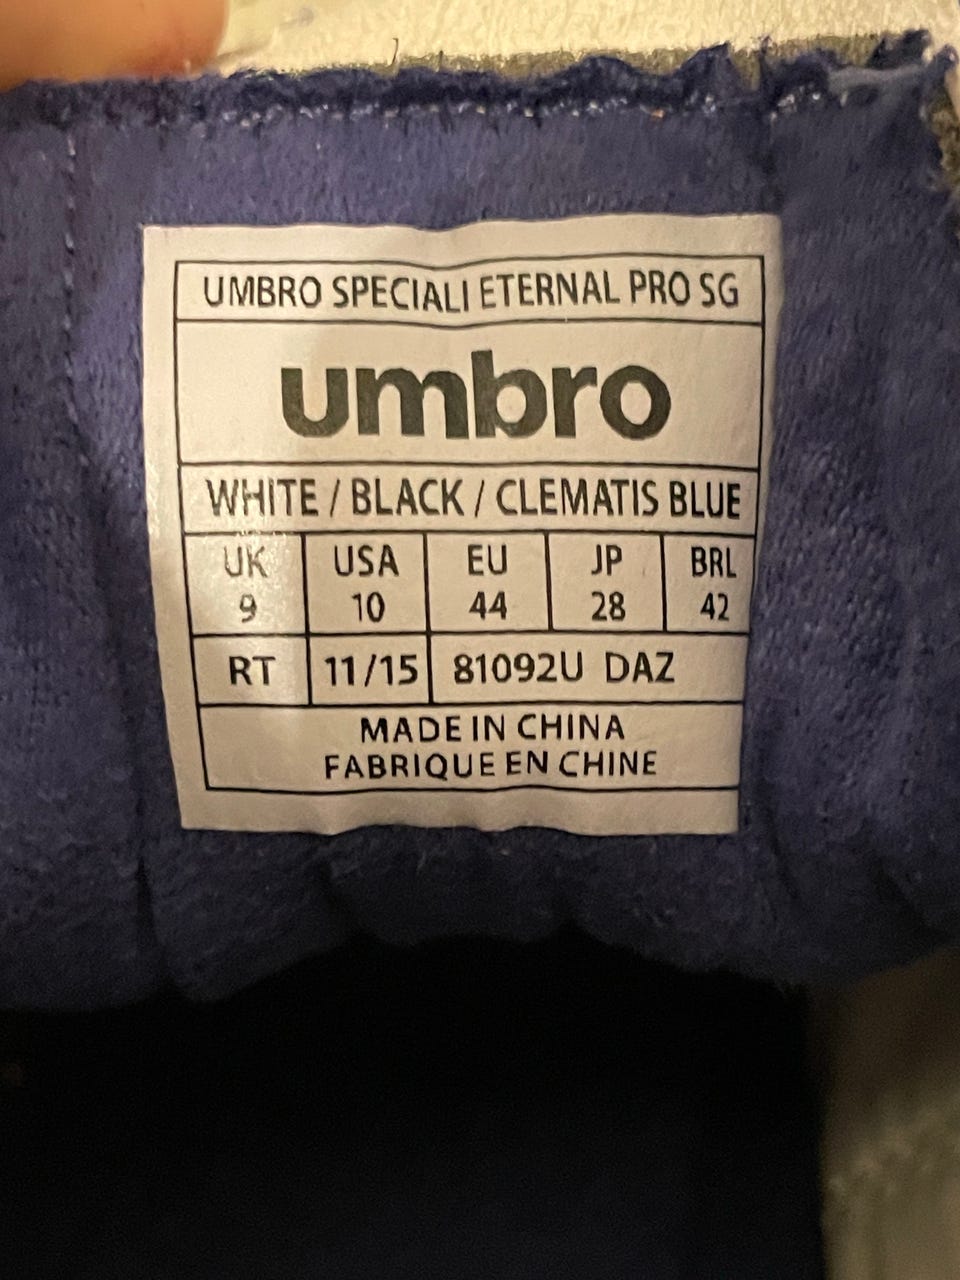 UMBRO SPECIALI ETERNAL PRO SG
umbro
WHITE / BLACK / CLEMATIS BLUE
UK USA EU JP BRL
9 10 44 28 42
RT 11/15 81092U DAZ
MADE IN CHINA
FABRIQUE EN CHINE